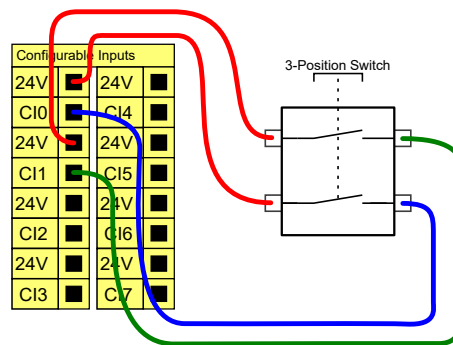 Configurable Inputs
3-Position Switch
24V 24V
CI0 CI4
24V 24V
CI1 CI5
24V 24V
CI2 CI6
24V 24V
CI3 CI7